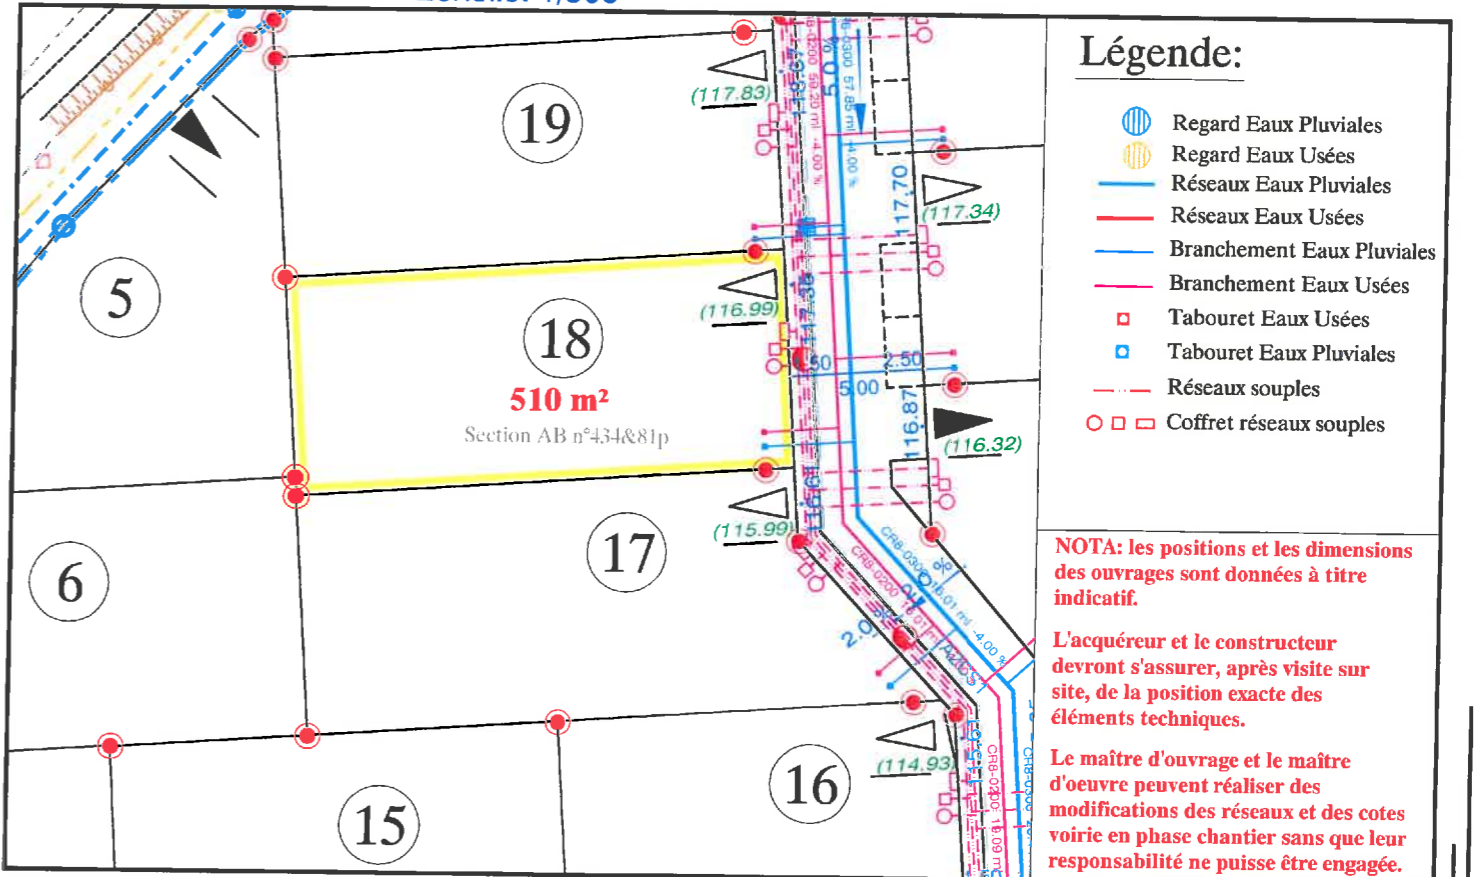 19
5
18
510 m²
Section AB n°434&81p
17
6
16
15
(117.83)
(116.99)
(115.99)
(114.93)
(117.34)
(116.32)
117.70
116.87
5.00
2.50
Légende:
Regard Eaux Pluviales
Regard Eaux Usées
Réseaux Eaux Pluviales
Réseaux Eaux Usées
Branchement Eaux Pluviales
Branchement Eaux Usées
Tabouret Eaux Usées
Tabouret Eaux Pluviales
Réseaux souples
Coffret réseaux souples
NOTA: les positions et les dimensions
des ouvrages sont données à titre
indicatif.
L'acquéreur et le constructeur
devront s'assurer, après visite sur
site, de la position exacte des
éléments techniques.
Le maître d'ouvrage et le maître
d'oeuvre peuvent réaliser des
modifications des réseaux et des cotes
voirie en phase chantier sans que leur
responsabilité ne puisse être engagée.